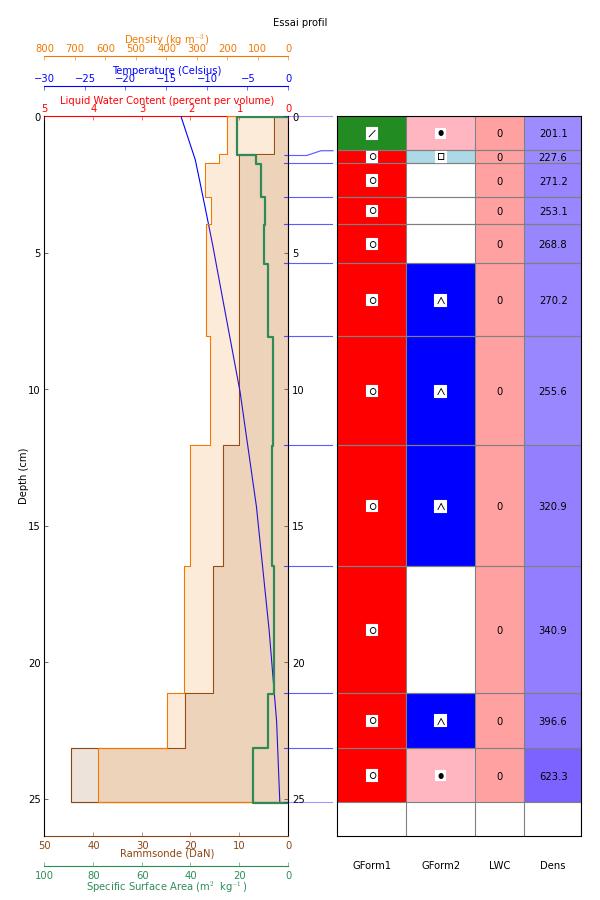 Essai profil
Density (kg m⁻³)
800 700 600 500 400 300 200 100 0
Temperature (Celsius)
−30 −25 −20 −15 −10 −5 0
Liquid Water Content (percent per volume)
5 4 3 2 1 0
0 0
201.1
0
227.6
0
271.2
0
253.1
0
5 5
268.8
0
270.2
0
10 10
255.6
0
Depth (cm)
320.9
0
15 15
340.9
0
20 20
396.6
0
623.3
0
25 25
50 40 30 20 10 0
Rammsonde (DaN)
GForm1 GForm2 LWC Dens
100 80 60 40 20 0
Specific Surface Area (m² kg⁻¹)